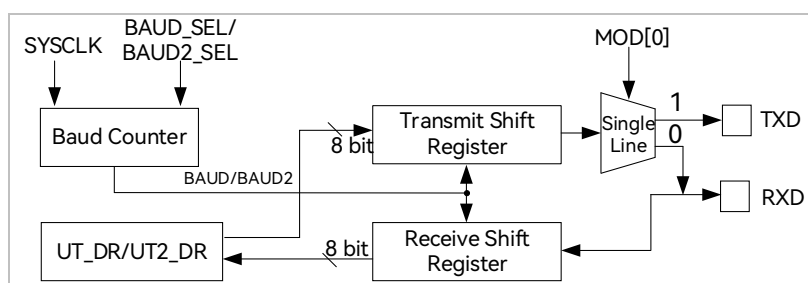 SYSCLK
BAUD_SEL/
BAUD2_SEL
MOD[0]
Baud Counter
8 bit
Transmit Shift
Register
Single
Line
1
0
TXD
BAUD/BAUD2
RXD
UT_DR/UT2_DR
8 bit
Receive Shift
Register